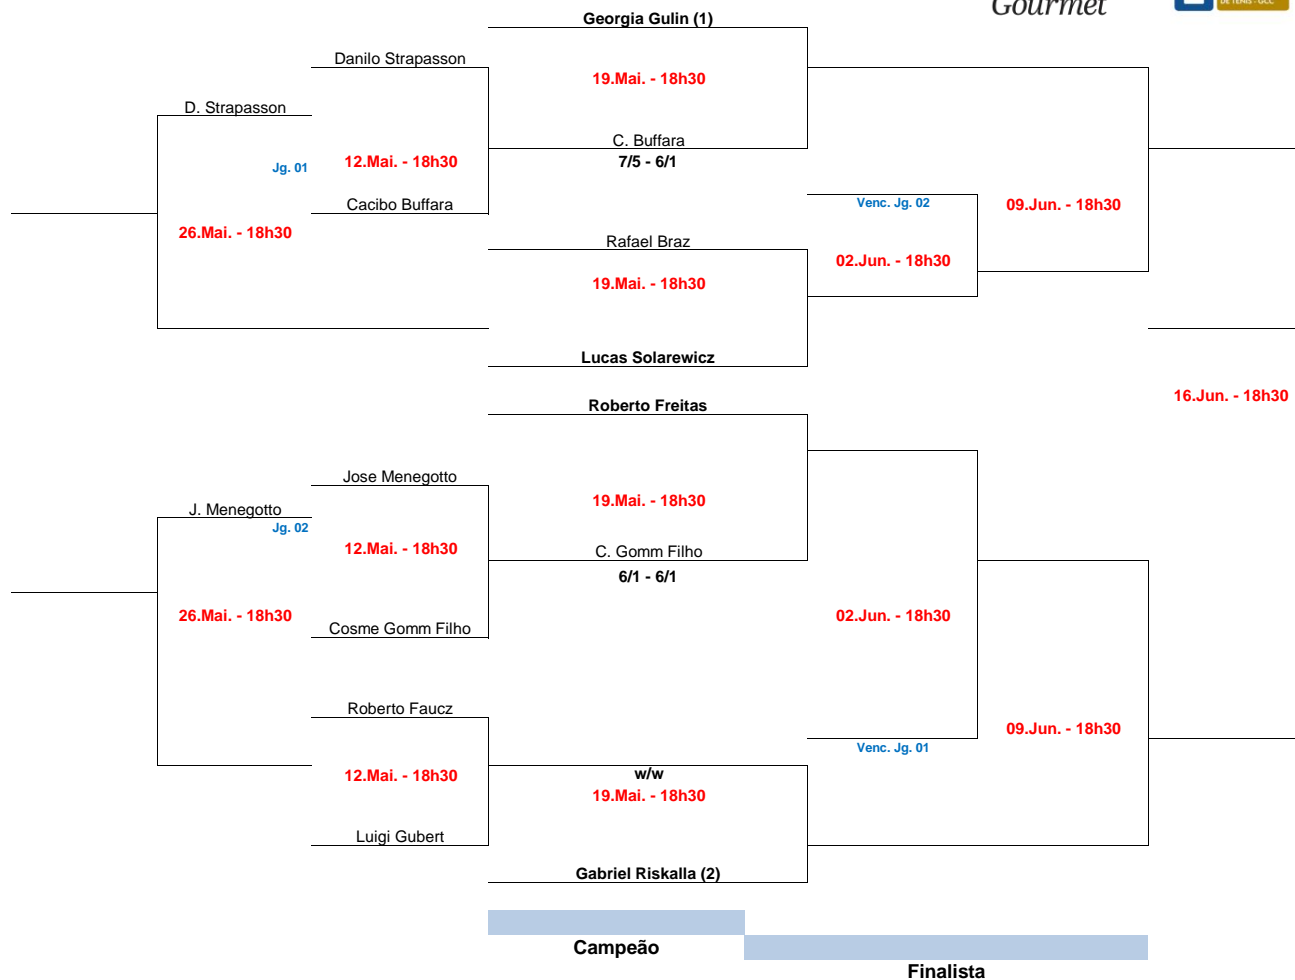 Gourmet
DE TÊNIS - GCC
Georgia Gulin (1)
Danilo Strapasson
19.Mai. - 18h30
D. Strapasson
C. Buffara
Jg. 01
12.Mai. - 18h30
7/5 - 6/1
Cacibo Buffara
Venc. Jg. 02
09.Jun. - 18h30
26.Mai. - 18h30
Rafael Braz
02.Jun. - 18h30
19.Mai. - 18h30
Lucas Solarewicz
16.Jun. - 18h30
Roberto Freitas
Jose Menegotto
19.Mai. - 18h30
J. Menegotto
Jg. 02
12.Mai. - 18h30
C. Gomm Filho
6/1 - 6/1
26.Mai. - 18h30
02.Jun. - 18h30
Cosme Gomm Filho
Roberto Faucz
09.Jun. - 18h30
Venc. Jg. 01
12.Mai. - 18h30
w/w
19.Mai. - 18h30
Luigi Gubert
Gabriel Riskalla (2)
Campeão
Finalista